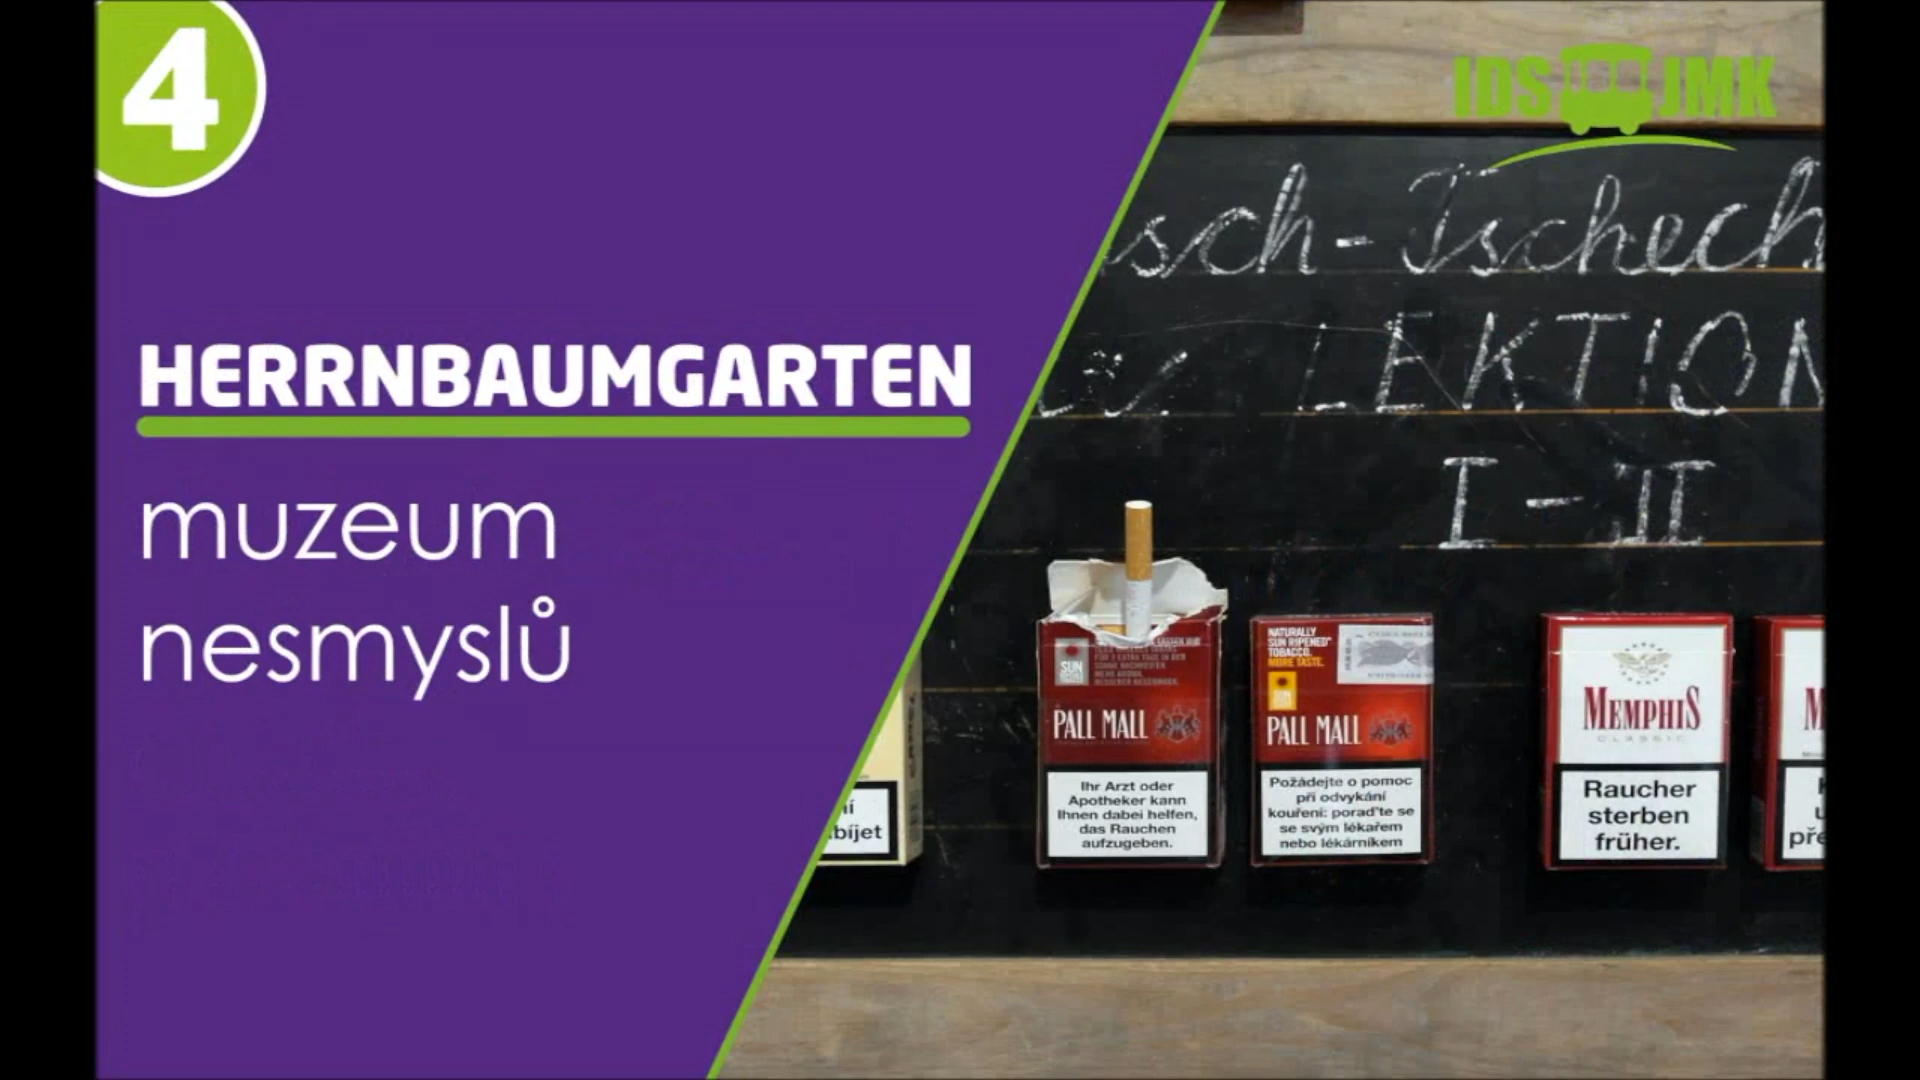 4
IDS JMK
HERRNBAUMGARTEN
muzeum
nesmyslů
sch-Tschech
LEKTION
I-II
SUN
PALL MALL
Ihr Arzt oder
Apotheker kann
Ihnen dabei helfen,
das Rauchen
aufzugeben.
NATURALLY
SUN RIPENED
TOBACCO.
MORE TASTE.
PALL MALL
Požádejte o pomoc
při odvykání
kouření: poraďte se
se svým lékařem
nebo lékárníkem
MEMPHIS
CLASSIC
Raucher
sterben
früher.